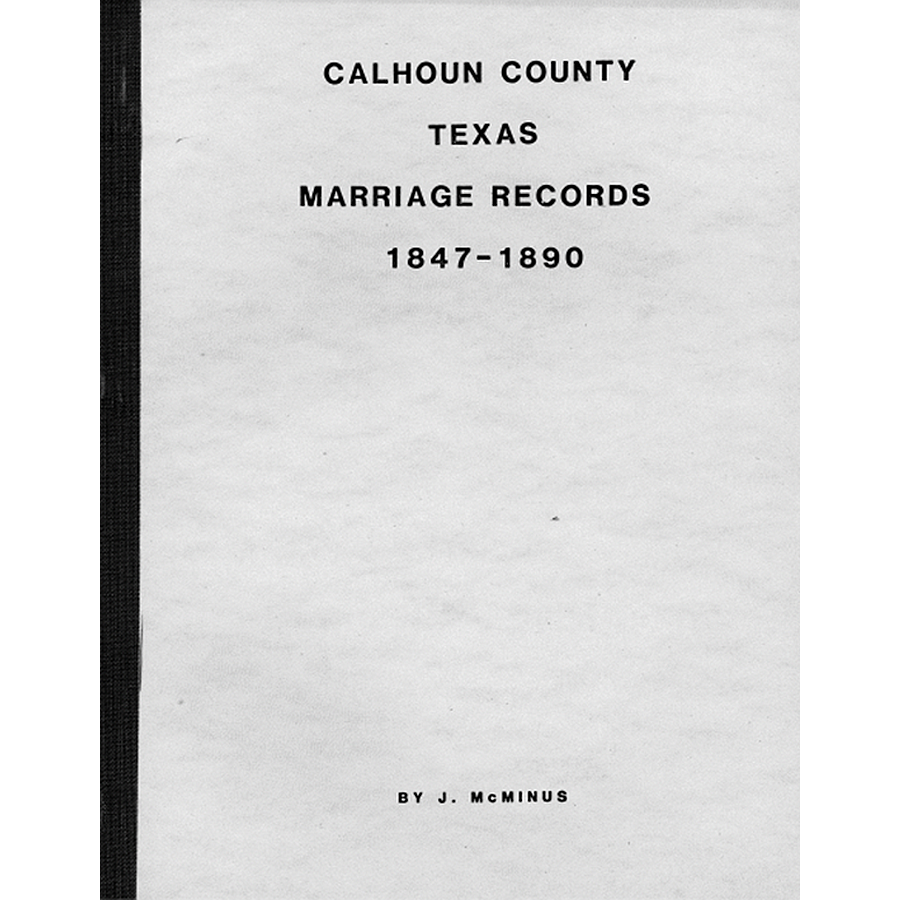 CALHOUN COUNTY
TEXAS
MARRIAGE RECORDS
1847-1890
BY J. McMINUS